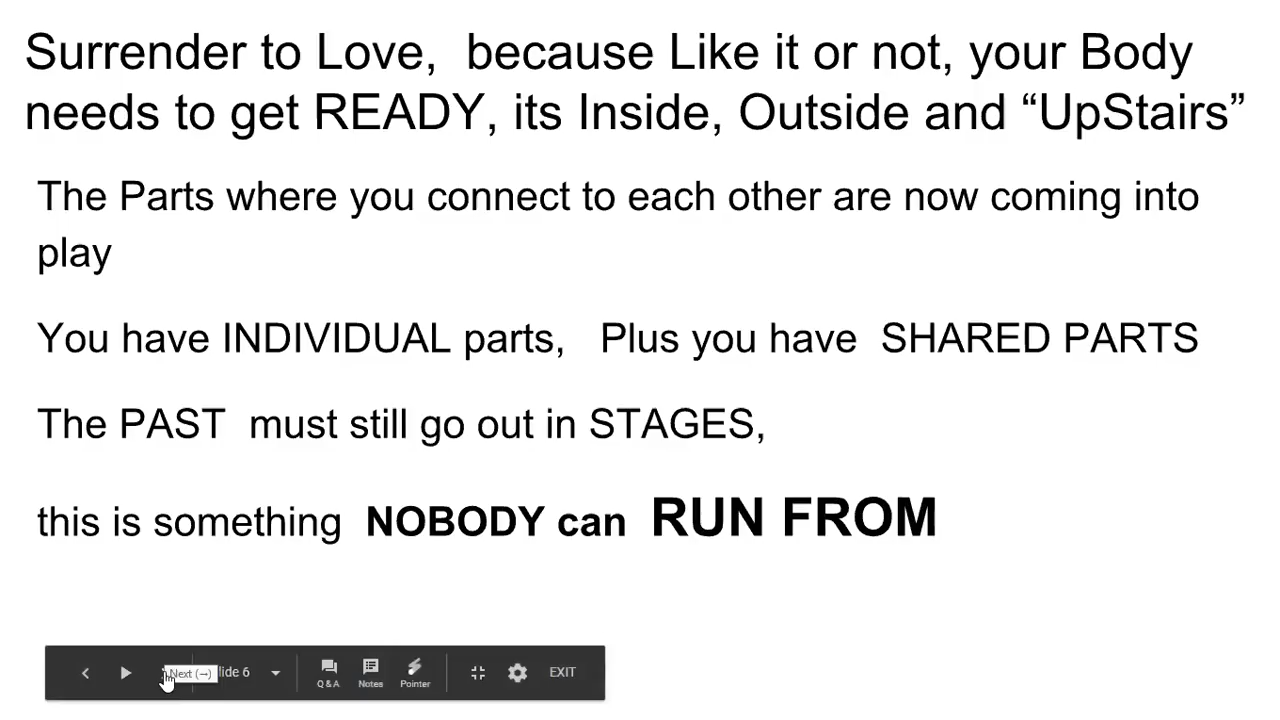 Surrender to Love, because Like it or not, your Body
needs to get READY, its Inside, Outside and “UpStairs”
The Parts where you connect to each other are now coming into
play
You have INDIVIDUAL parts, Plus you have SHARED PARTS
The PAST must still go out in STAGES,
this is something NOBODY can RUN FROM
Next (→) lide 6 Q & A Notes Pointer EXIT